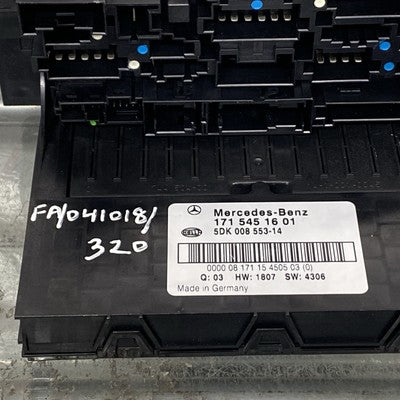 FA/041018/
320
Mercedes-Benz
171 545 16 01
5DK 008 553-14
HELLA
0000 08 171 15 4505 03 (0)
Q: 03 HW: 1807 SW: 4306
Made in Germany